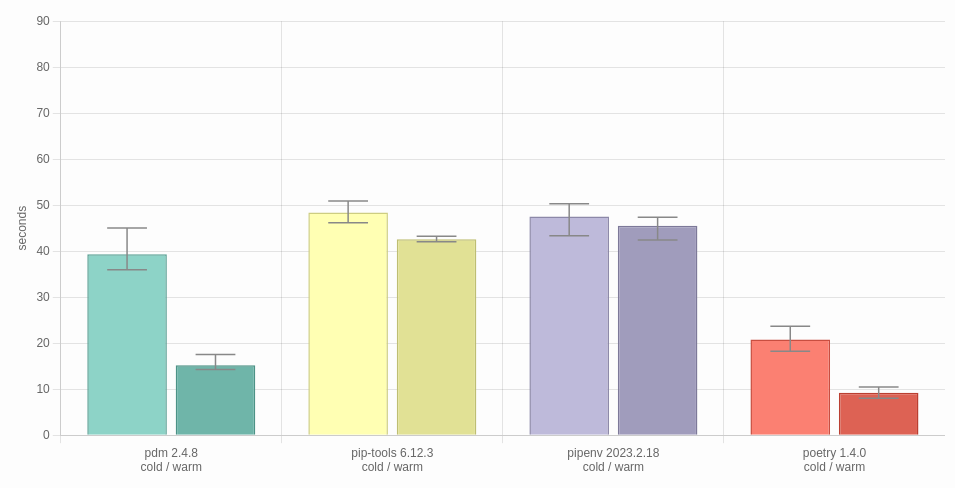 90
80
70
60
50
40
30
20
10
0
seconds
pdm 2.4.8
cold / warm
pip-tools 6.12.3
cold / warm
pipenv 2023.2.18
cold / warm
poetry 1.4.0
cold / warm